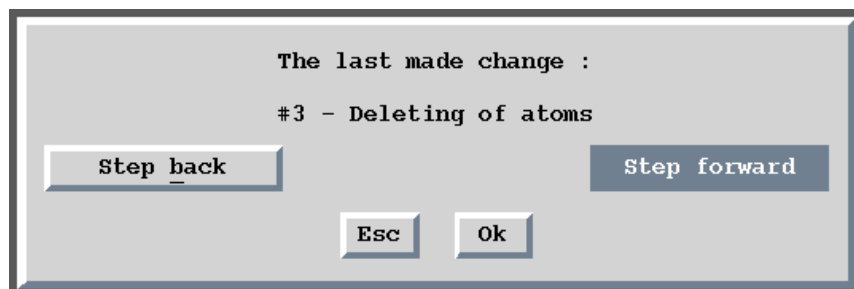 The last made change :
#3 - Deleting of atoms
Step back
Step forward
Esc
Ok